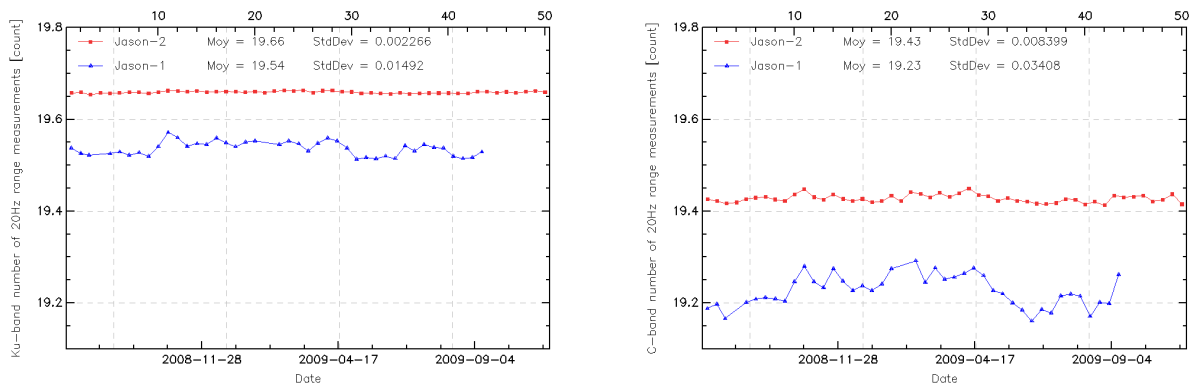 10 20 30 40 50
19.8
Jason-2 Moy = 19.66 StdDev = 0.002266
Jason-1 Moy = 19.54 StdDev = 0.01492
19.6
19.4
19.2
Ku-band number of 20Hz range measurements [count]
2008-11-28 2009-04-17 2009-09-04
Date
10 20 30 40 50
19.8
Jason-2 Moy = 19.43 StdDev = 0.008399
Jason-1 Moy = 19.23 StdDev = 0.03408
19.6
19.4
19.2
C-band number of 20Hz range measurements [count]
2008-11-28 2009-04-17 2009-09-04
Date